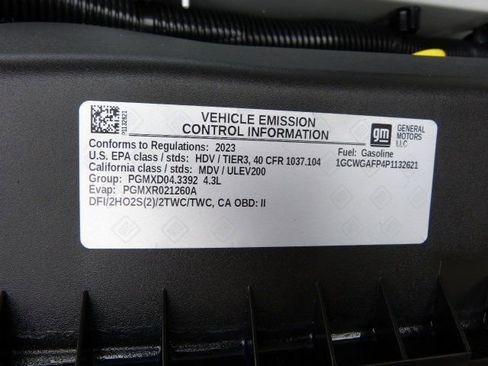 P1132621
VEHICLE EMISSION
CONTROL INFORMATION
gm
GENERAL
MOTORS
LLC
Conforms to Regulations: 2023
Fuel: Gasoline
U.S. EPA class / stds: HDV / TIER3, 40 CFR 1037.104
1GCWGAFP4P1132621
California class / stds: MDV / ULEV200
Group: PGMXD04.3392 4.3L
Evap: PGMXR021260A
DFI/2HO2S(2)/2TWC/TWC, CA OBD: II